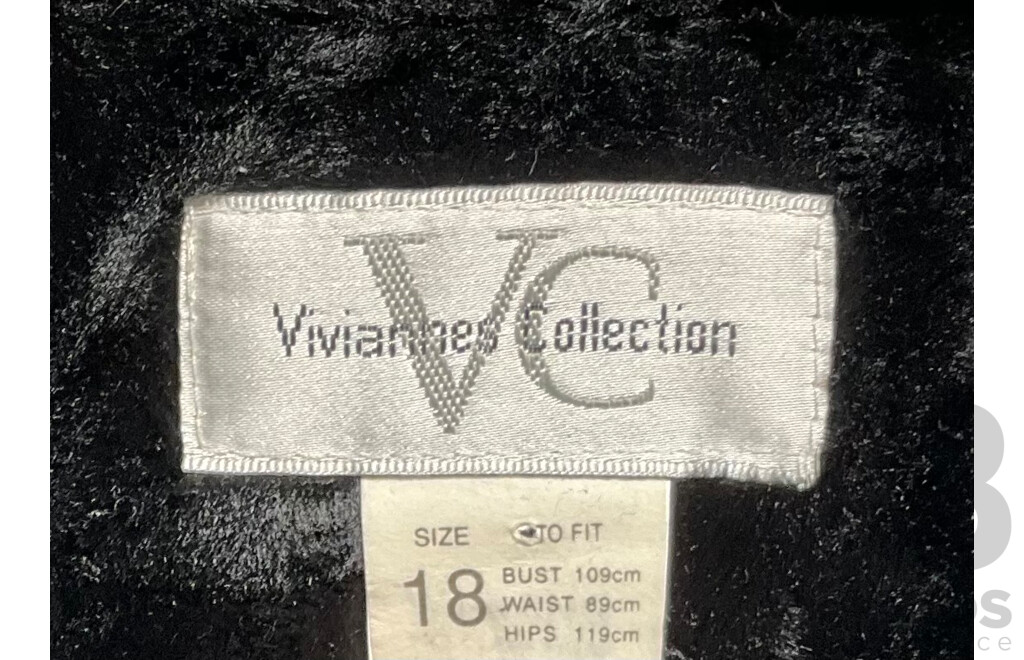 VC
Viviannes Collection
SIZE TO FIT
18
BUST 109cm
WAIST 89cm
HIPS 119cm